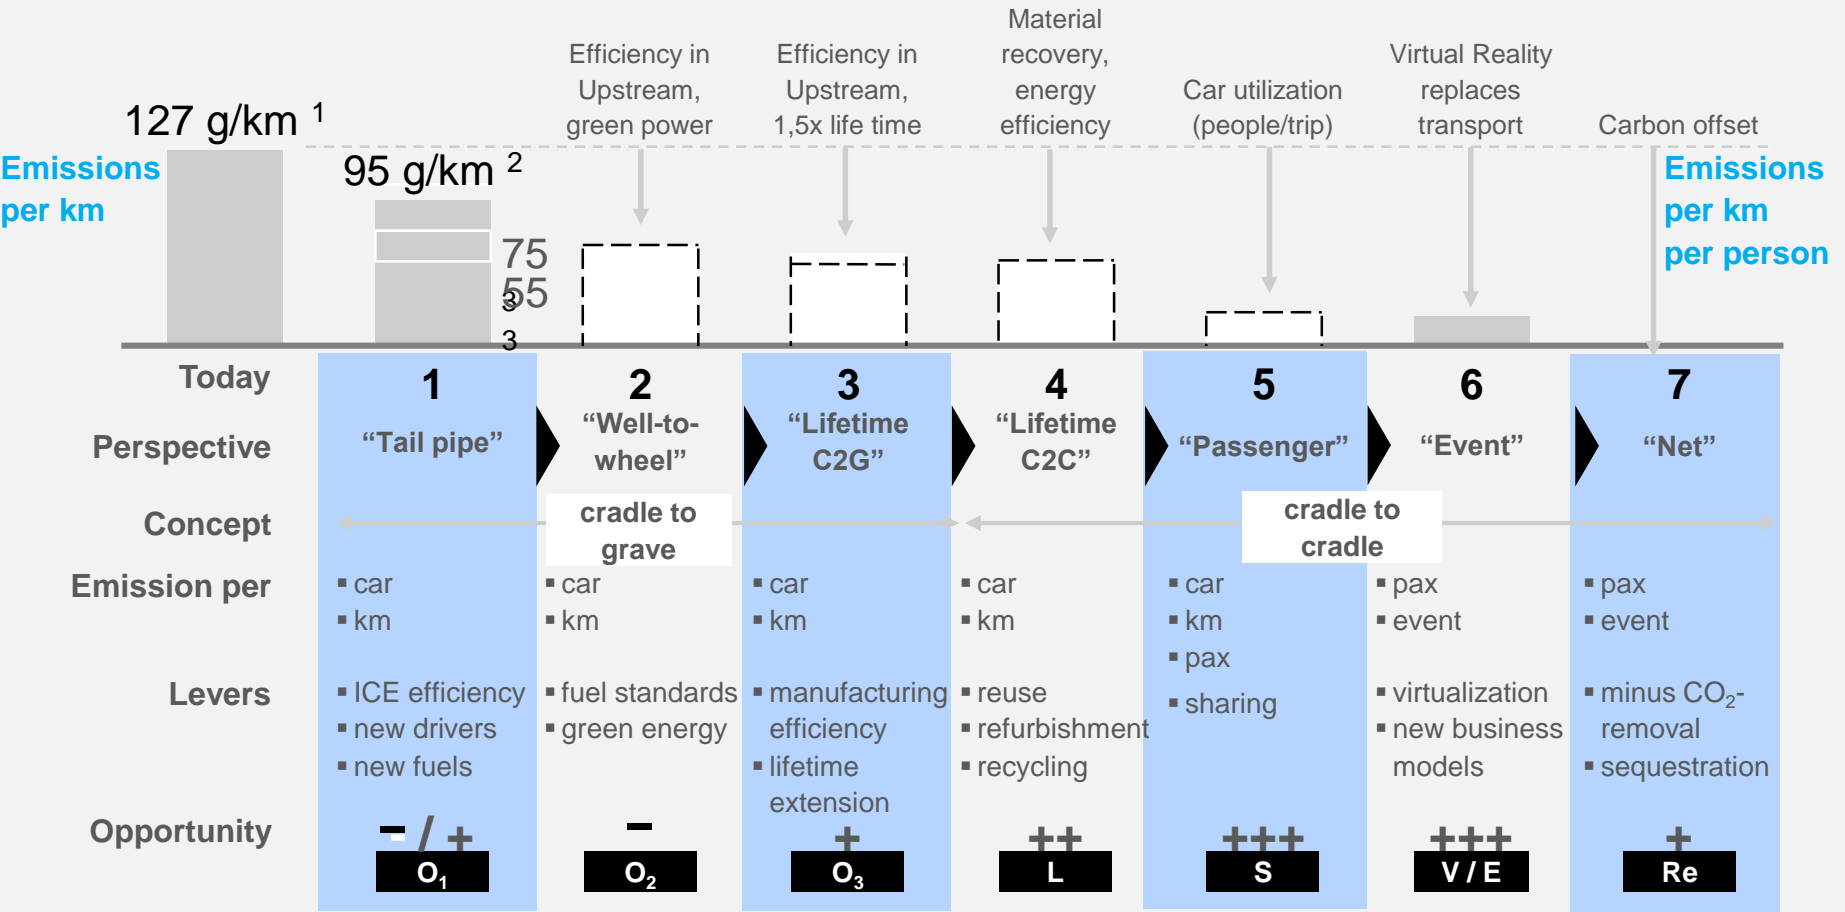 Efficiency in
Upstream,
green power
Efficiency in
Upstream,
1,5x life time
Material
recovery,
energy
efficiency
Car utilization
(people/trip)
Virtual Reality
replaces
transport
Carbon offset
127 g/km 1
95 g/km 2
75
55
3
3
Emissions
per km
Emissions
per km
per person
Today
1
2
3
4
5
6
7
Perspective
“Tail pipe”
“Well-to-
wheel”
“Lifetime
C2G”
“Lifetime
C2C”
“Passenger”
“Event”
“Net”
Concept
cradle to
grave
cradle to
cradle
Emission per
▪ car
▪ km
▪ car
▪ km
▪ car
▪ km
▪ car
▪ km
▪ car
▪ km
▪ pax
▪ pax
▪ event
▪ pax
▪ event
Levers
▪ ICE efficiency
▪ new drivers
▪ new fuels
▪ fuel standards
▪ green energy
▪ manufacturing
efficiency
▪ lifetime
extension
▪ reuse
▪ refurbishment
▪ recycling
▪ sharing
▪ virtualization
▪ new business
models
▪ minus CO₂-
removal
▪ sequestration
Opportunity
– / +
–
+
++
+++
+++
+
O₁
O₂
O₃
L
S
V / E
Re